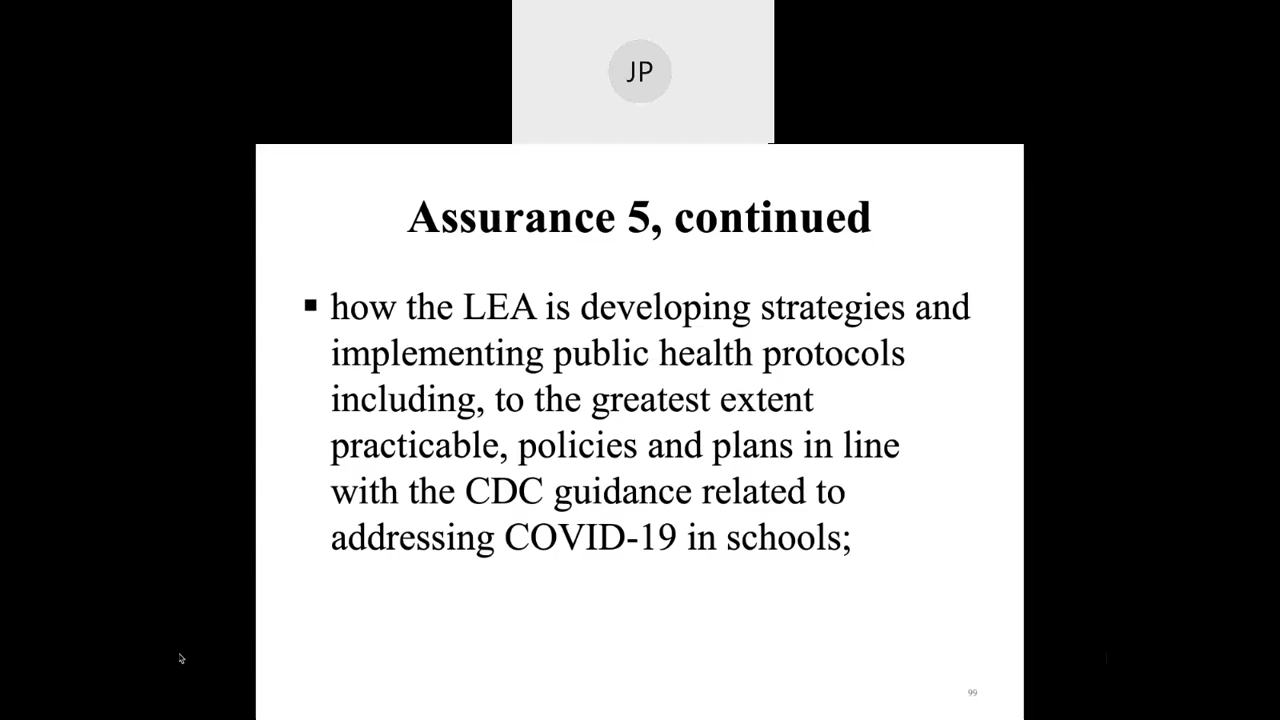 JP
Assurance 5, continued
▪ how the LEA is developing strategies and
implementing public health protocols
including, to the greatest extent
practicable, policies and plans in line
with the CDC guidance related to
addressing COVID-19 in schools;
99